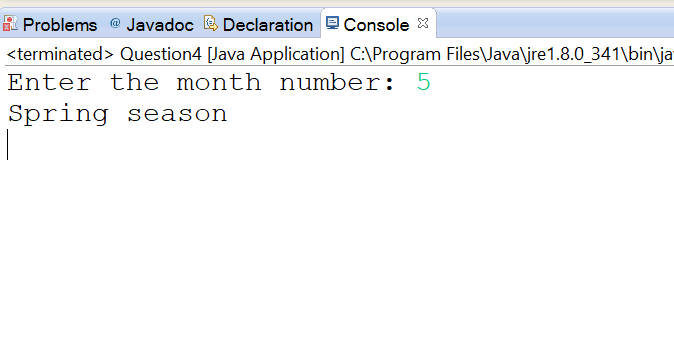 Problems @ Javadoc Declaration Console
<terminated> Question4 [Java Application] C:\Program Files\Java\jre1.8.0_341\bin\ja
Enter the month number: 5
Spring season